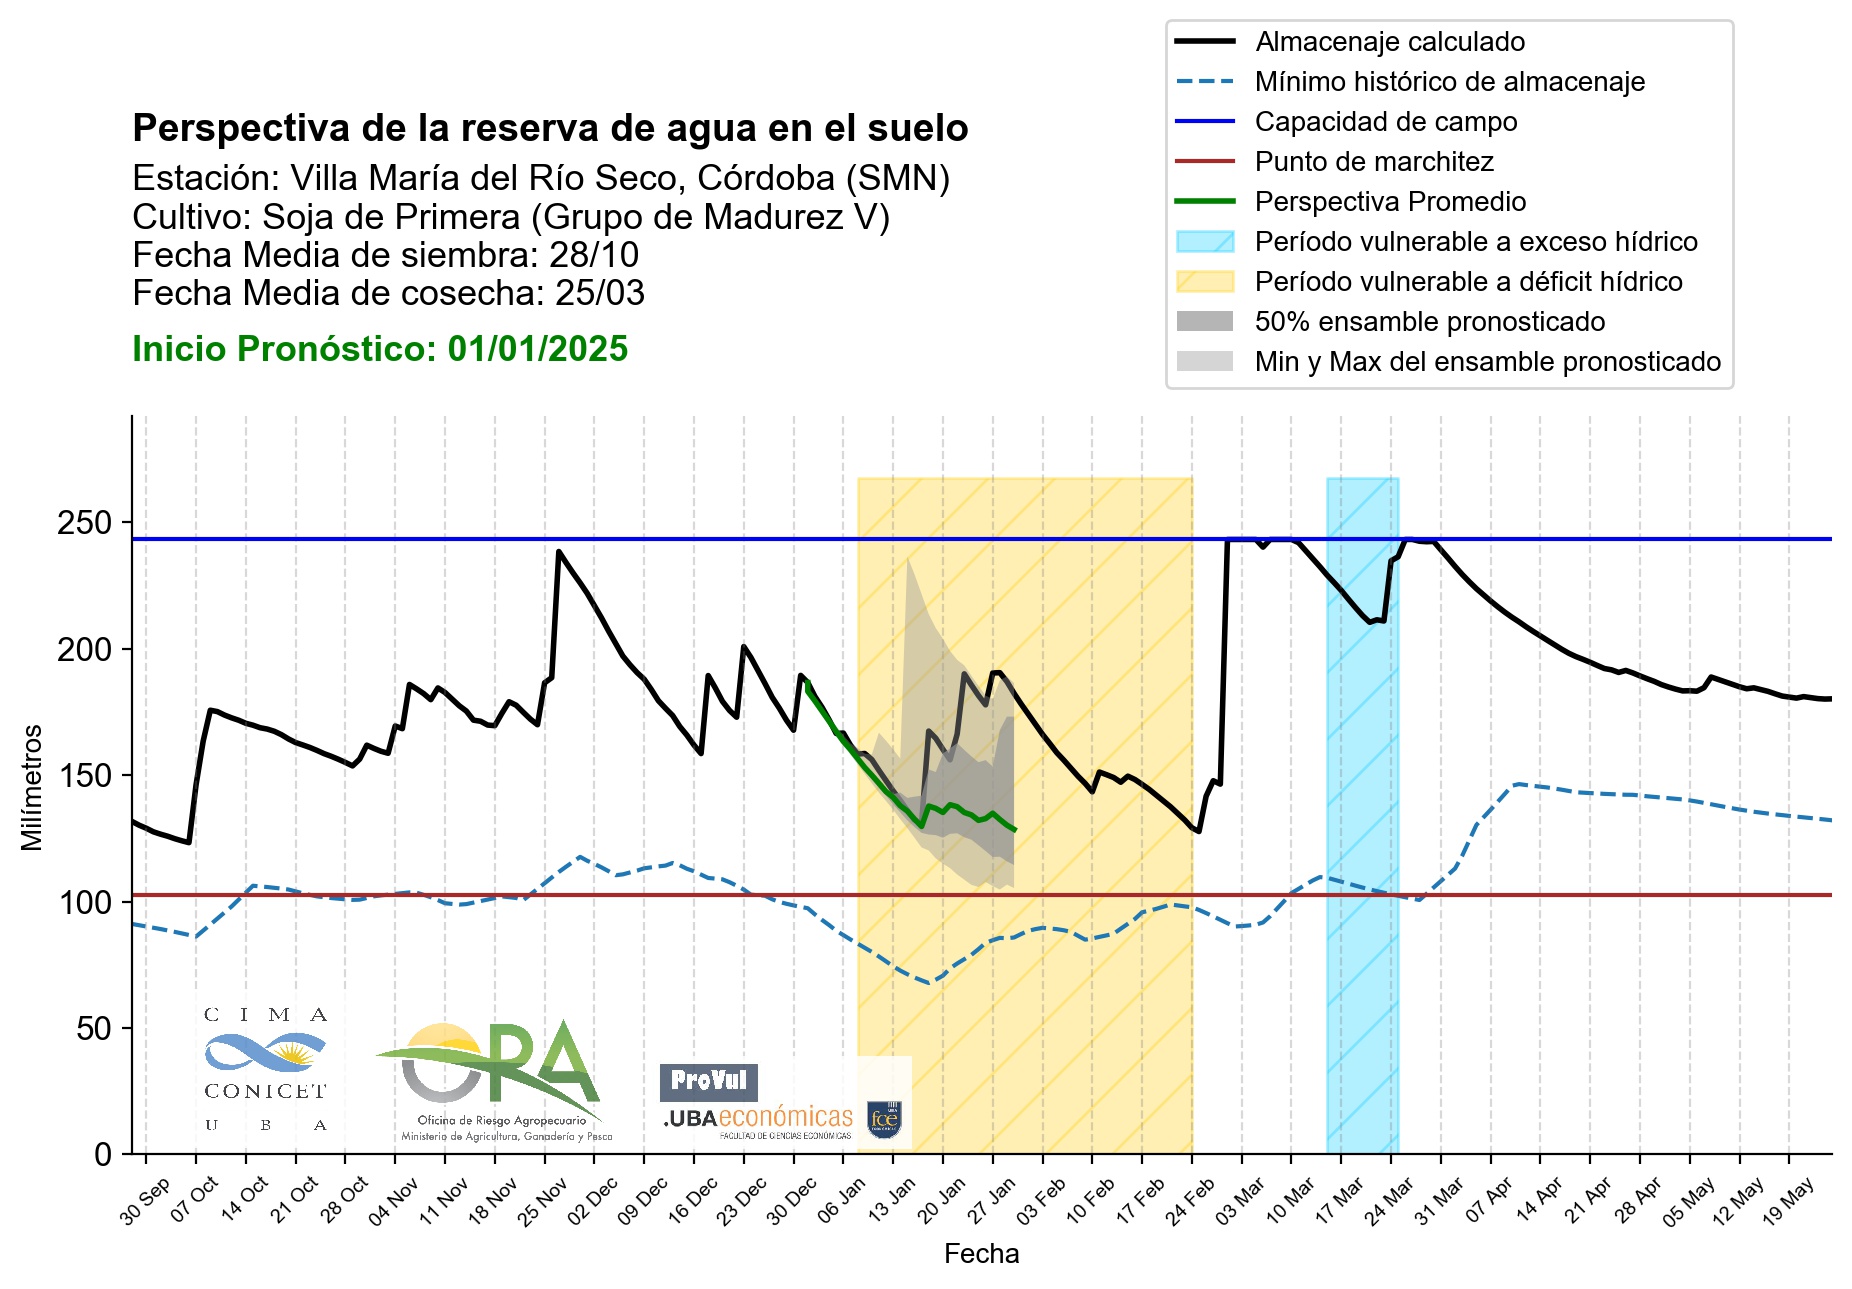 Almacenaje calculado
Mínimo histórico de almacenaje
Capacidad de campo
Punto de marchitez
Perspectiva Promedio
Período vulnerable a exceso hídrico
Período vulnerable a déficit hídrico
50% ensamble pronosticado
Min y Max del ensamble pronosticado
Perspectiva de la reserva de agua en el suelo
Estación: Villa María del Río Seco, Córdoba (SMN)
Cultivo: Soja de Primera (Grupo de Madurez V)
Fecha Media de siembra: 28/10
Fecha Media de cosecha: 25/03
Inicio Pronóstico: 01/01/2025
250
200
150
100
50
0
Milímetros
CIMA
CONICET
UBA
ORA
Oficina de Riesgo Agropecuario
Ministerio de Agricultura, Ganadería y Pesca
ProVul
.UBAeconómicas
FACULTAD DE CIENCIAS ECONÓMICAS
fce
30 Sep
07 Oct
14 Oct
21 Oct
28 Oct
04 Nov
11 Nov
18 Nov
25 Nov
02 Dec
09 Dec
16 Dec
23 Dec
30 Dec
06 Jan
13 Jan
20 Jan
27 Jan
03 Feb
10 Feb
17 Feb
24 Feb
03 Mar
10 Mar
17 Mar
24 Mar
31 Mar
07 Apr
14 Apr
21 Apr
28 Apr
05 May
12 May
19 May
Fecha